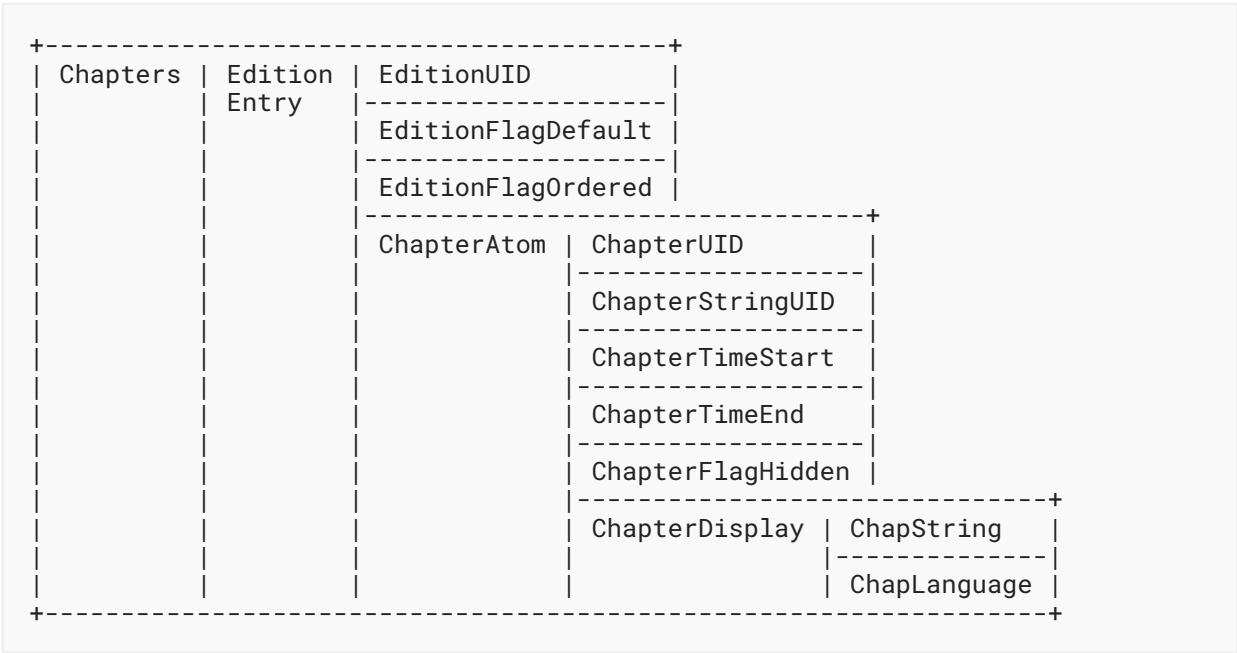 +-----------------------------------------+
| Chapters | Edition | EditionUID         |
|          | Entry   |--------------------|
|          |         | EditionFlagDefault |
|          |         |--------------------|
|          |         | EditionFlagOrdered |
|          |         |---------------------------------+
|          |         | ChapterAtom | ChapterUID        |
|          |         |             |-------------------|
|          |         |             | ChapterStringUID  |
|          |         |             |-------------------|
|          |         |             | ChapterTimeStart  |
|          |         |             |-------------------|
|          |         |             | ChapterTimeEnd    |
|          |         |             |-------------------|
|          |         |             | ChapterFlagHidden |
|          |         |             |-------------------------------+
|          |         |             | ChapterDisplay | ChapString   |
|          |         |             |                |--------------|
|          |         |             |                | ChapLanguage |
+------------------------------------------------------------------+